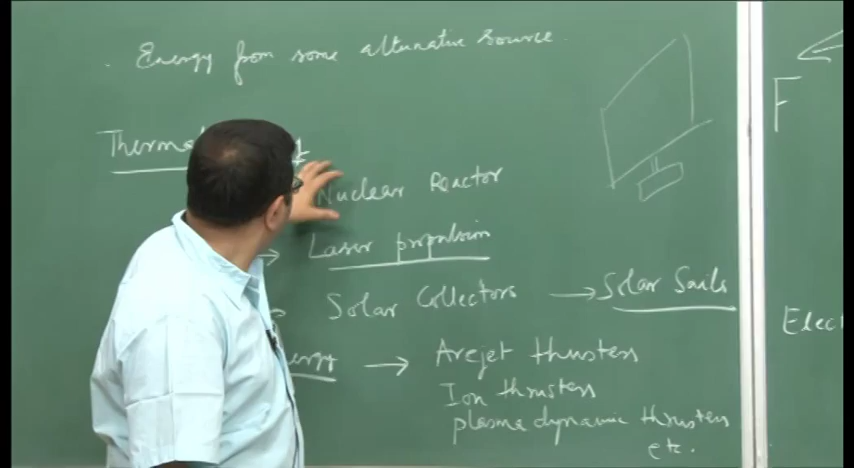 Energy from some alternative source.
Nuclear Reactor
→ Laser propulsion
Solar Collectors → Solar Sails
→ Arcjet thrusters
Ion thrusters
plasma dynamic thrusters
etc.
F